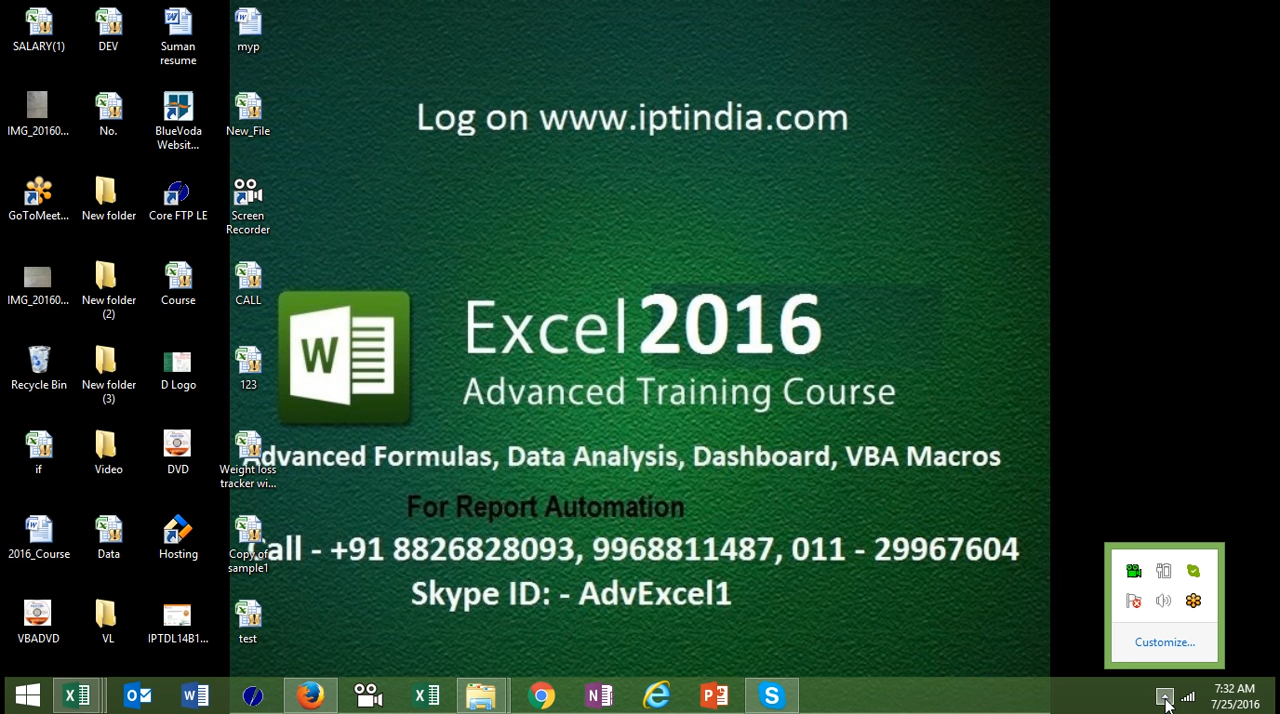 SALARY(1)
DEV
Suman
resume
myp
IMG_20160...
No.
BlueVoda
Websit...
New_File
GoToMeet...
New folder
Core FTP LE
Screen
Recorder
IMG_20160...
New folder
(2)
Course
CALL
Recycle Bin
New folder
(3)
D Logo
123
if
Video
DVD
Weight loss
tracker wi...
2016_Course
Data
Hosting
Copy of
sample1
VBADVD
VL
IPTDL14B1...
test
Log on www.iptindia.com
W
Excel 2016
Advanced Training Course
Advanced Formulas, Data Analysis, Dashboard, VBA Macros
For Report Automation
Call - +91 8826828093, 9968811487, 011 - 29967604
Skype ID: - AdvExcel1
Customize...
7:32 AM
7/25/2016